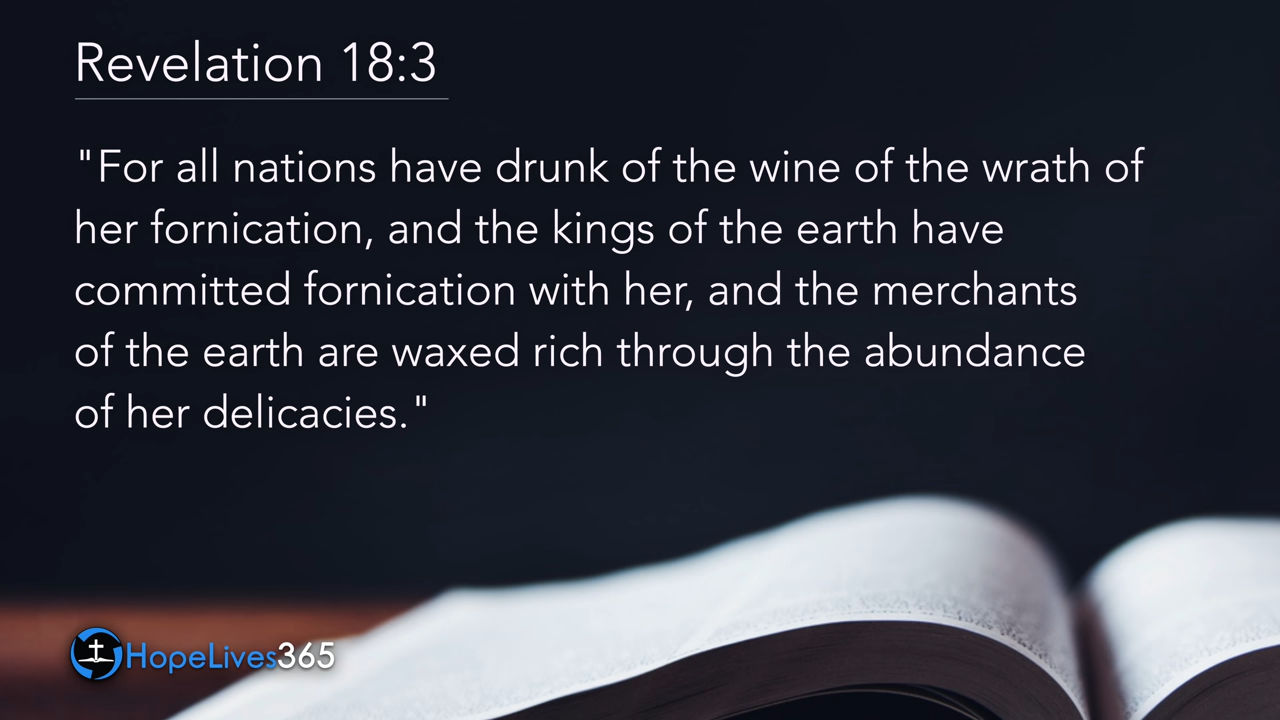 Revelation 18:3
"For all nations have drunk of the wine of the wrath of
her fornication, and the kings of the earth have
committed fornication with her, and the merchants
of the earth are waxed rich through the abundance
of her delicacies."
HopeLives365